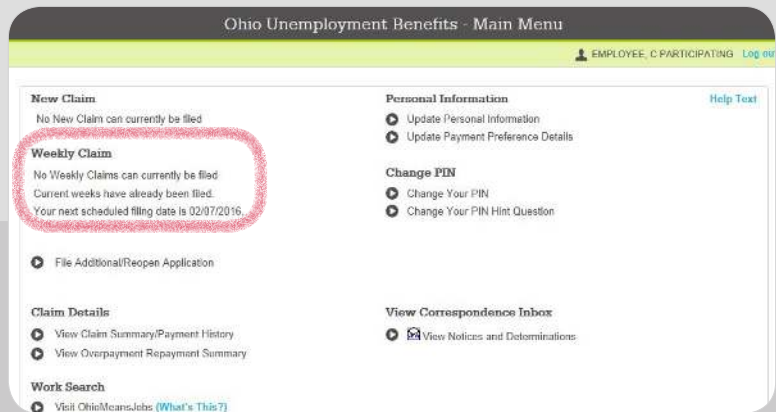 Ohio Unemployment Benefits - Main Menu
EMPLOYEE, C PARTICIPATING Log out
New Claim
No New Claim can currently be filed
Weekly Claim
No Weekly Claims can currently be filed
Current weeks have already been filed.
Your next scheduled filing date is 02/07/2016.
File Additional/Reopen Application
Claim Details
View Claim Summary/Payment History
View Overpayment Repayment Summary
Work Search
Visit OhioMeansJobs (What's This?)
Personal Information
Help Text
Update Personal Information
Update Payment Preference Details
Change PIN
Change Your PIN
Change Your PIN Hint Question
View Correspondence Inbox
View Notices and Determinations